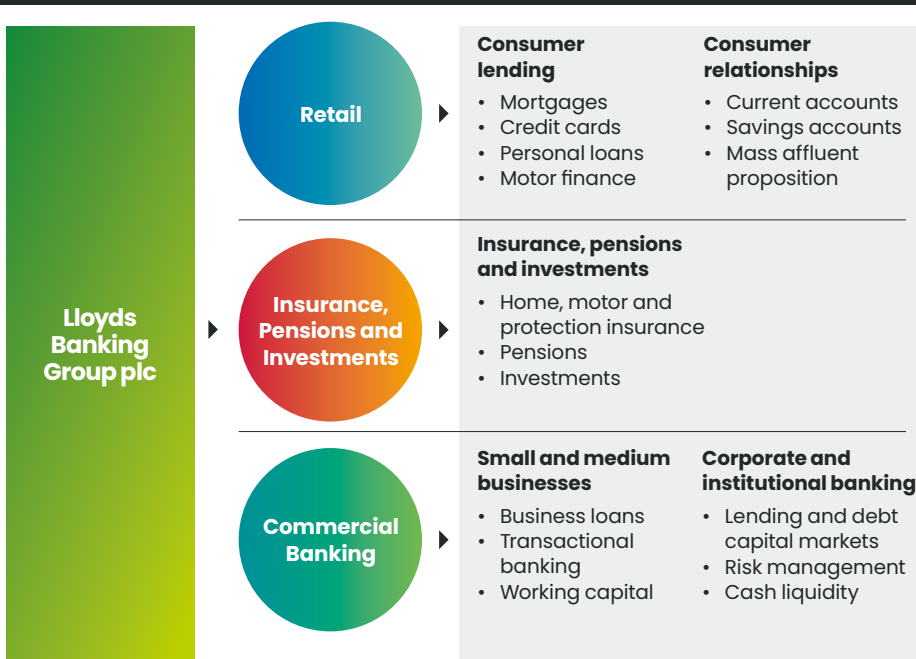 Lloyds
Banking
Group plc
Retail
Consumer
lending
• Mortgages
• Credit cards
• Personal loans
• Motor finance
Consumer
relationships
• Current accounts
• Savings accounts
• Mass affluent
proposition
Insurance,
Pensions and
Investments
Insurance, pensions
and investments
• Home, motor and
protection insurance
• Pensions
• Investments
Commercial
Banking
Small and medium
businesses
• Business loans
• Transactional
banking
• Working capital
Corporate and
institutional banking
• Lending and debt
capital markets
• Risk management
• Cash liquidity